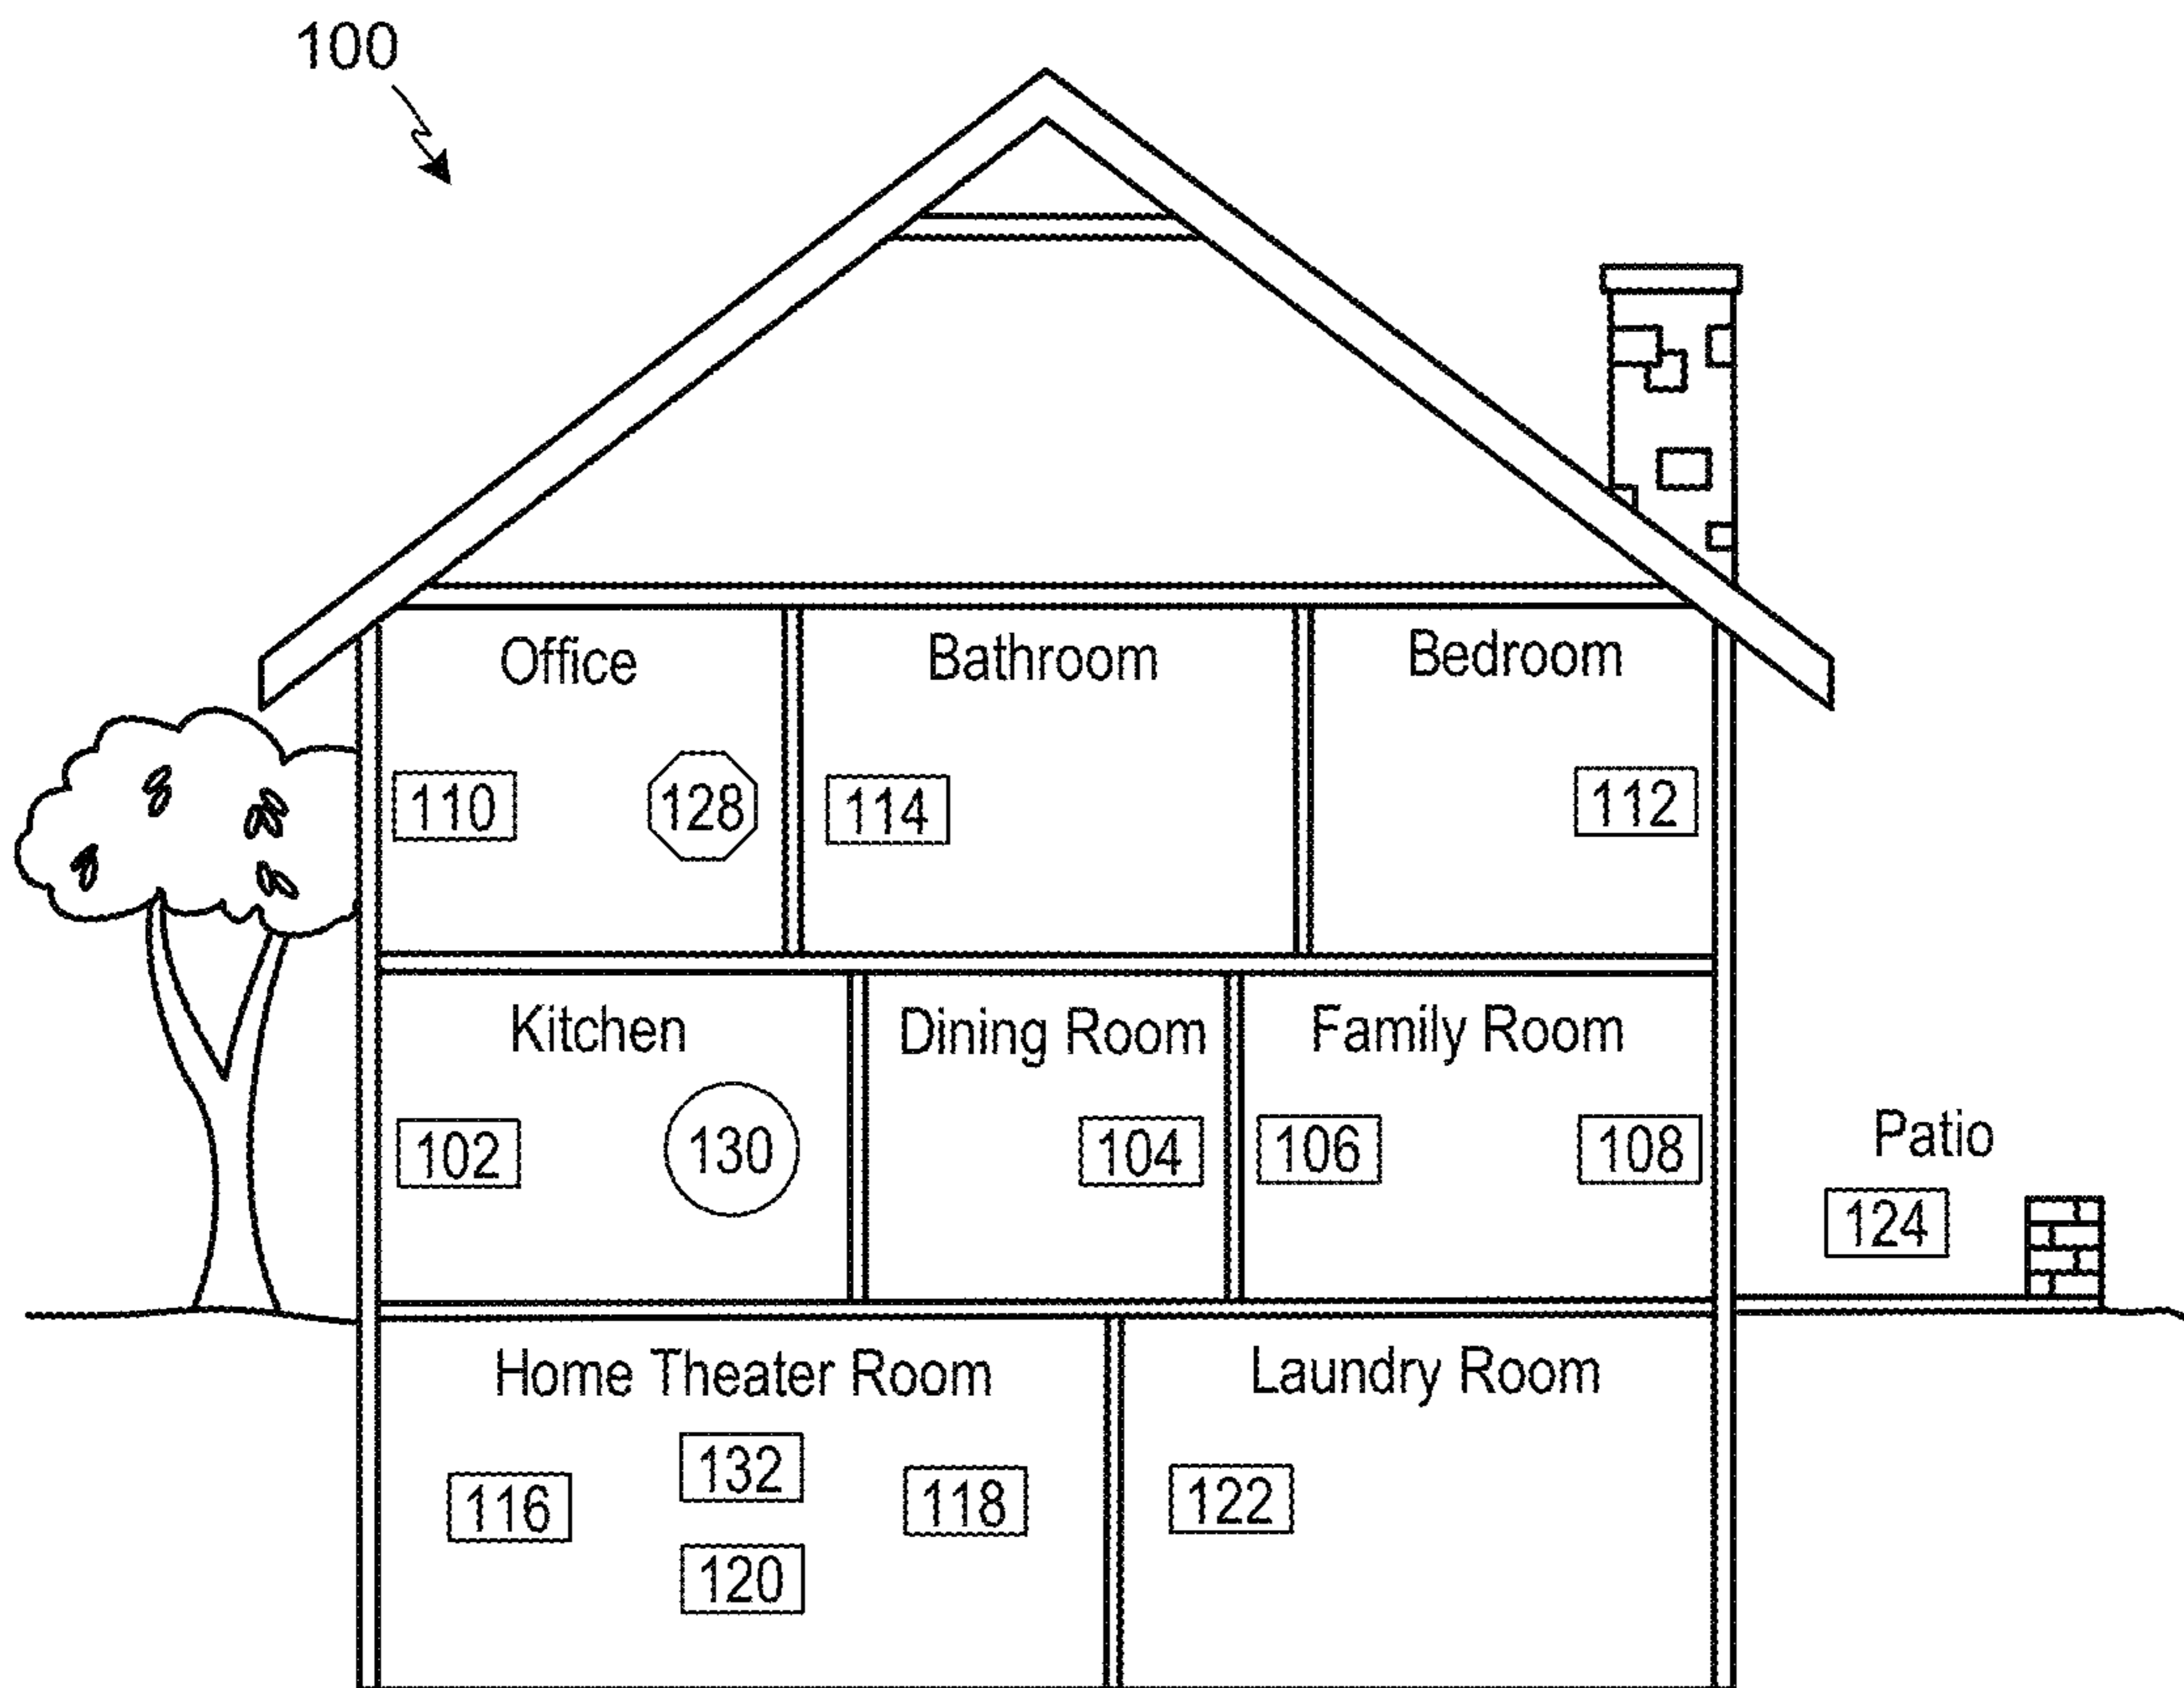 100
Office
Bathroom
Bedroom
110
128
114
112
Kitchen
Dining Room
Family Room
102
130
104
106
108
Patio
124
Home Theater Room
Laundry Room
132
116
118
122
120